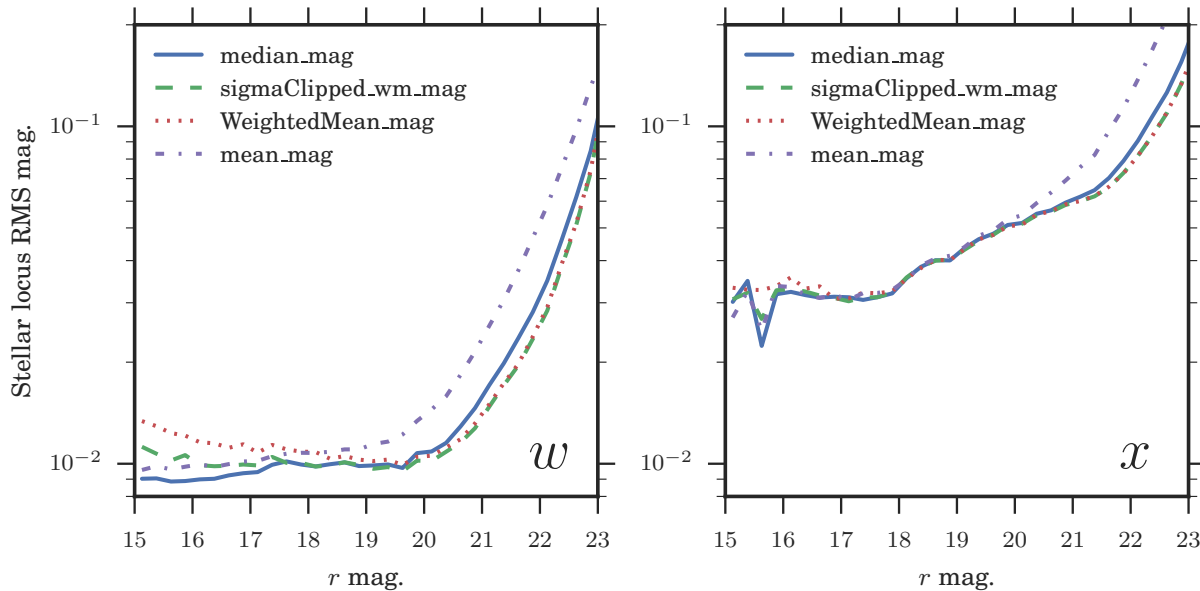 Stellar locus RMS mag.
median_mag
sigmaClipped_wm_mag
WeightedMean_mag
mean_mag
10^-1
10^-2
w
15 16 17 18 19 20 21 22 23
r mag.
median_mag
sigmaClipped_wm_mag
WeightedMean_mag
mean_mag
10^-1
10^-2
x
15 16 17 18 19 20 21 22 23
r mag.